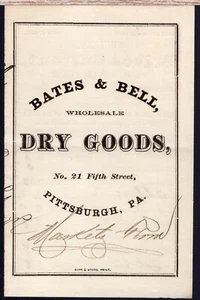 BATES & BELL,
WHOLESALE
DRY GOODS,
No. 21 Fifth Street,
PITTSBURGH, PA.